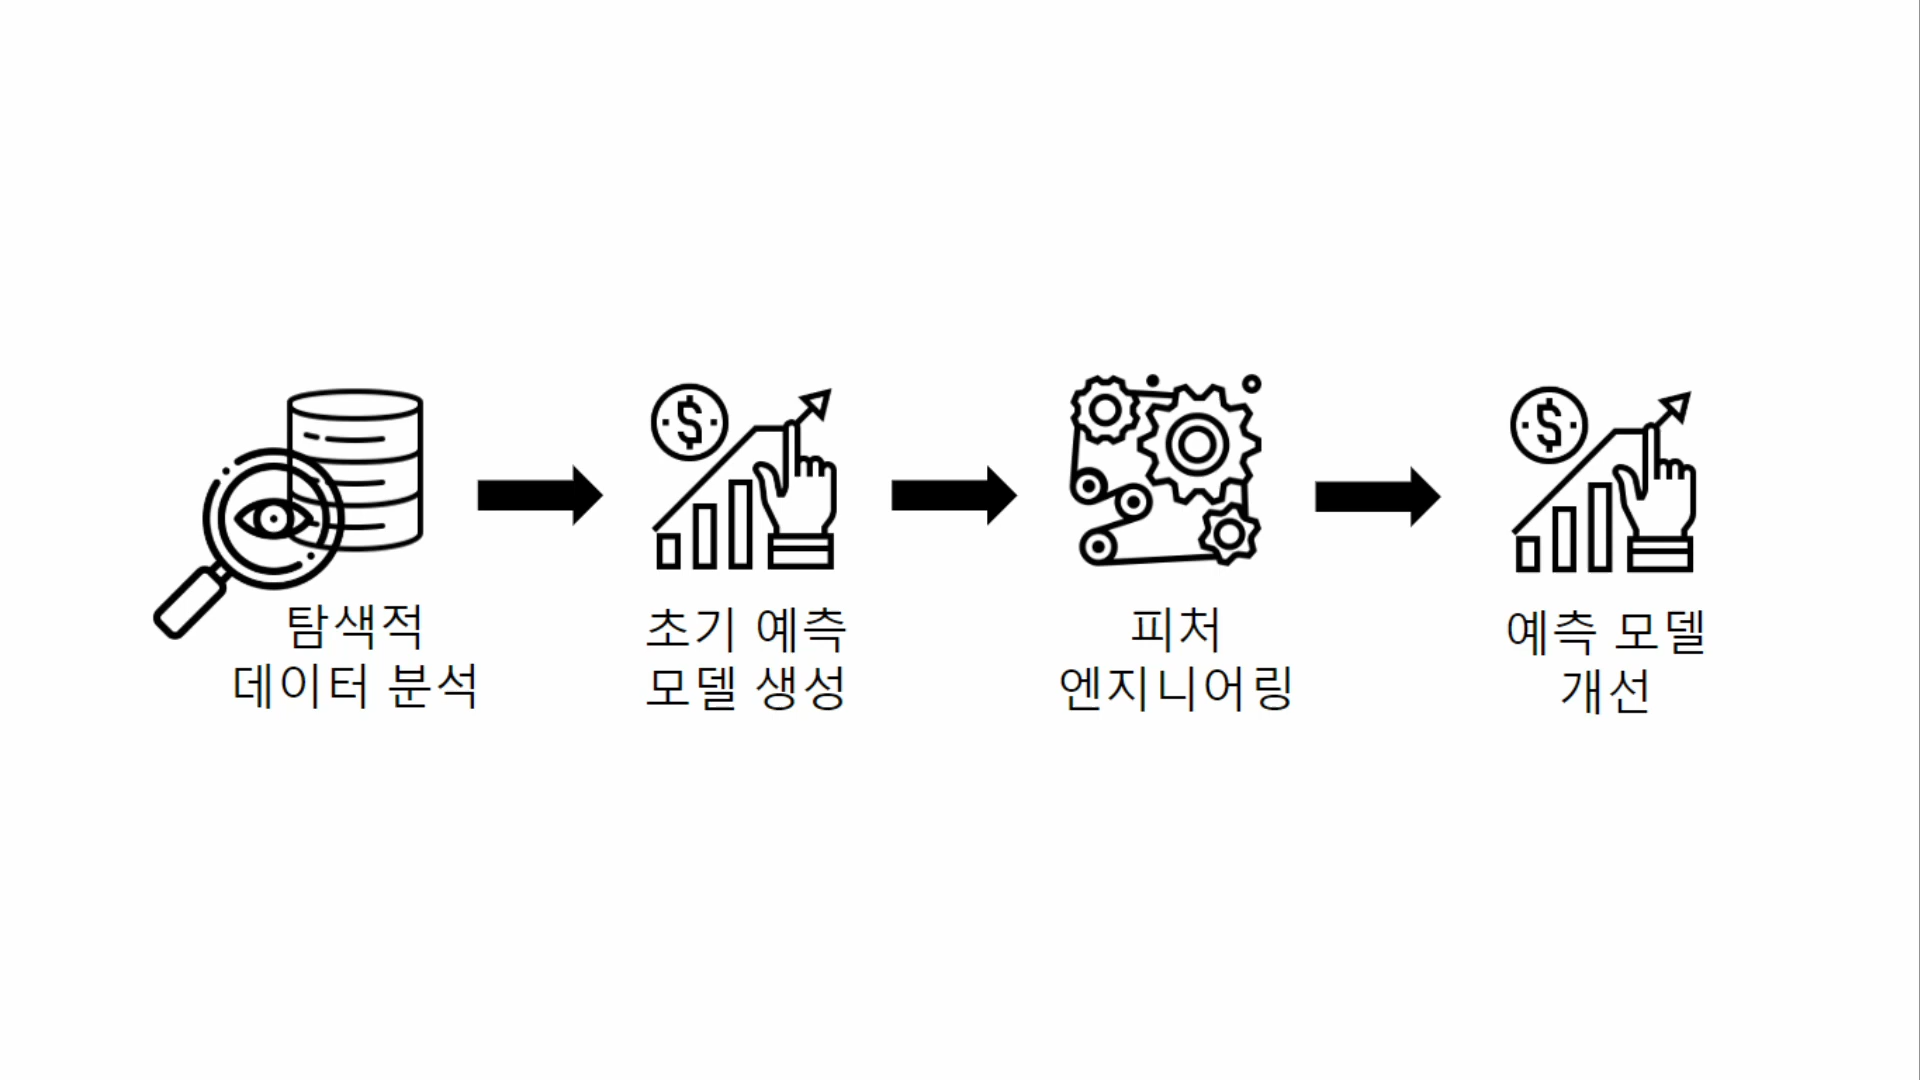 탐색적
데이터 분석
초기 예측
모델 생성
피처
엔지니어링
예측 모델
개선
$
$